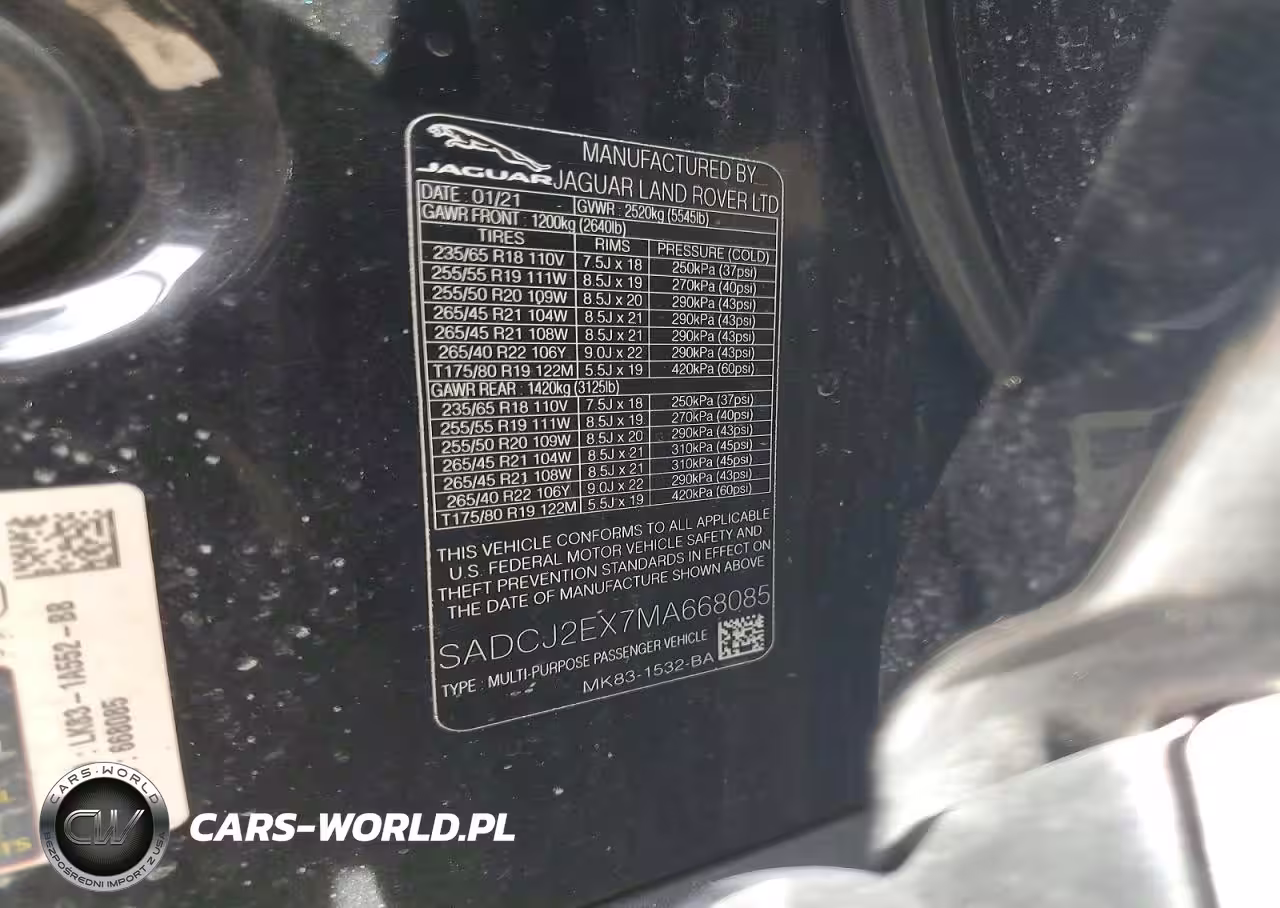 JAGUAR
MANUFACTURED BY
JAGUAR LAND ROVER LTD
DATE : 01/21 GVWR : 2520kg (5545lb)
GAWR FRONT : 1200kg (2640lb)
TIRES RIMS PRESSURE (COLD)
235/65 R18 110V 7.5J x 18 250kPa (37psi)
255/55 R19 111W 8.5J x 19 270kPa (40psi)
255/50 R20 109W 8.5J x 20 290kPa (43psi)
265/45 R21 104W 8.5J x 21 290kPa (43psi)
265/45 R21 108W 8.5J x 21 290kPa (43psi)
265/40 R22 106Y 9.0J x 22 290kPa (43psi)
T175/80 R19 122M 5.5J x 19 420kPa (60psi)
GAWR REAR : 1420kg (3125lb)
235/65 R18 110V 7.5J x 18 250kPa (37psi)
255/55 R19 111W 8.5J x 19 270kPa (40psi)
255/50 R20 109W 8.5J x 20 290kPa (43psi)
265/45 R21 104W 8.5J x 21 310kPa (45psi)
265/45 R21 108W 8.5J x 21 310kPa (45psi)
265/40 R22 106Y 9.0J x 22 290kPa (43psi)
T175/80 R19 122M 5.5J x 19 420kPa (60psi)
THIS VEHICLE CONFORMS TO ALL APPLICABLE
U.S. FEDERAL MOTOR VEHICLE SAFETY AND
THEFT PREVENTION STANDARDS IN EFFECT ON
THE DATE OF MANUFACTURE SHOWN ABOVE
SADCJ2EX7MA668085
TYPE : MULTI-PURPOSE PASSENGER VEHICLE
MK83-1532-BA
: LK83-1A552-BB
: 668085
CARS-WORLD
CW
BEZPOŚREDNI IMPORT Z USA
CARS-WORLD.PL